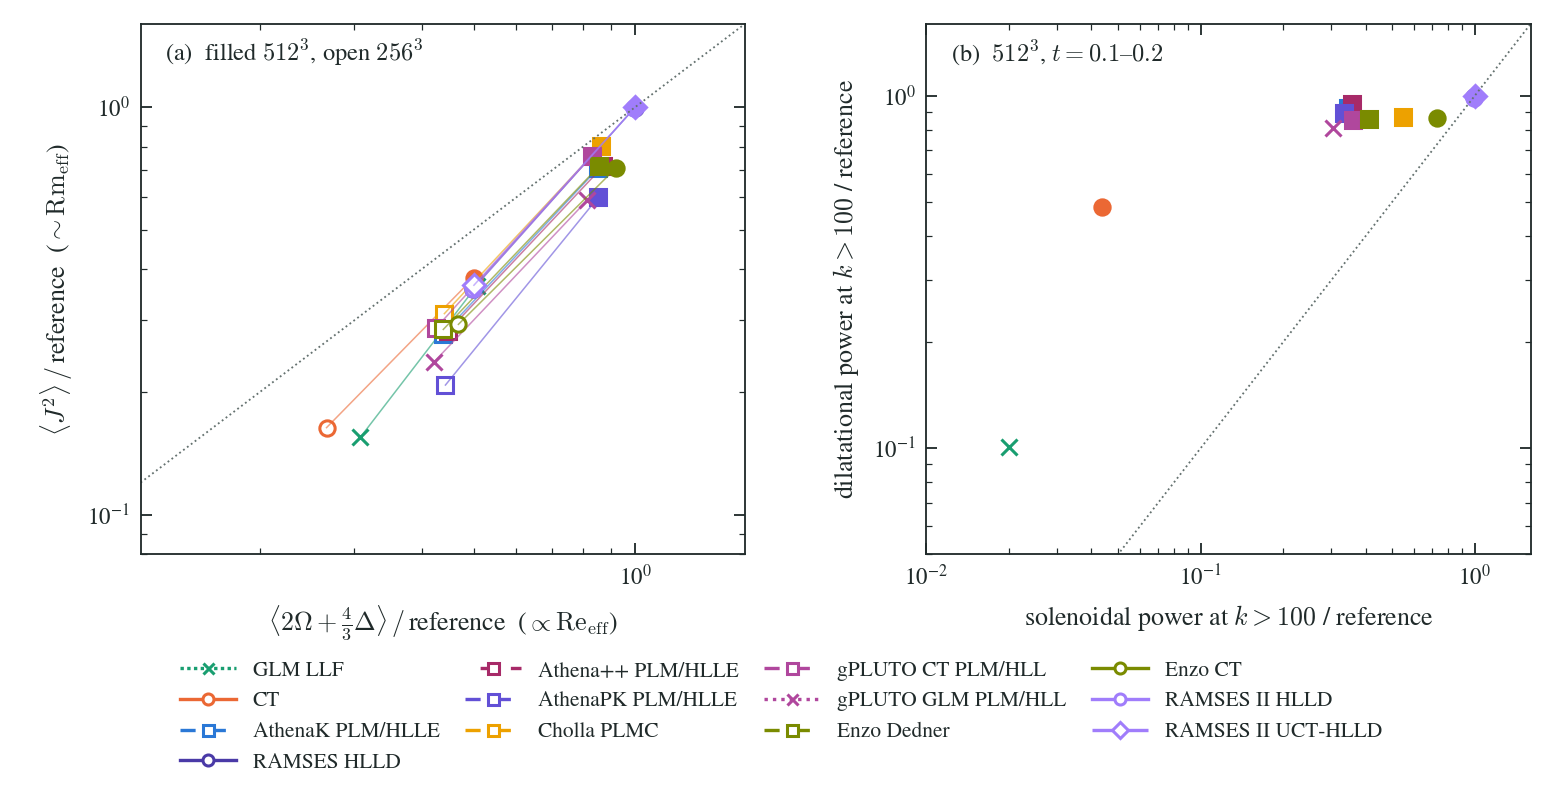 (a) filled 512³, open 256³
10⁰
10⁻¹
⟨J²⟩ / reference (∼ Rm_eff)
10⁰
⟨2Ω + 4/3 Δ⟩ / reference (∝ Re_eff)
(b) 512³, t = 0.1–0.2
10⁰
10⁻¹
dilatational power at k > 100 / reference
10⁻² 10⁻¹ 10⁰
solenoidal power at k > 100 / reference
GLM LLF
CT
AthenaK PLM/HLLE
RAMSES HLLD
Athena++ PLM/HLLE
AthenaPK PLM/HLLE
Cholla PLMC
gPLUTO CT PLM/HLL
gPLUTO GLM PLM/HLL
Enzo Dedner
Enzo CT
RAMSES II HLLD
RAMSES II UCT-HLLD